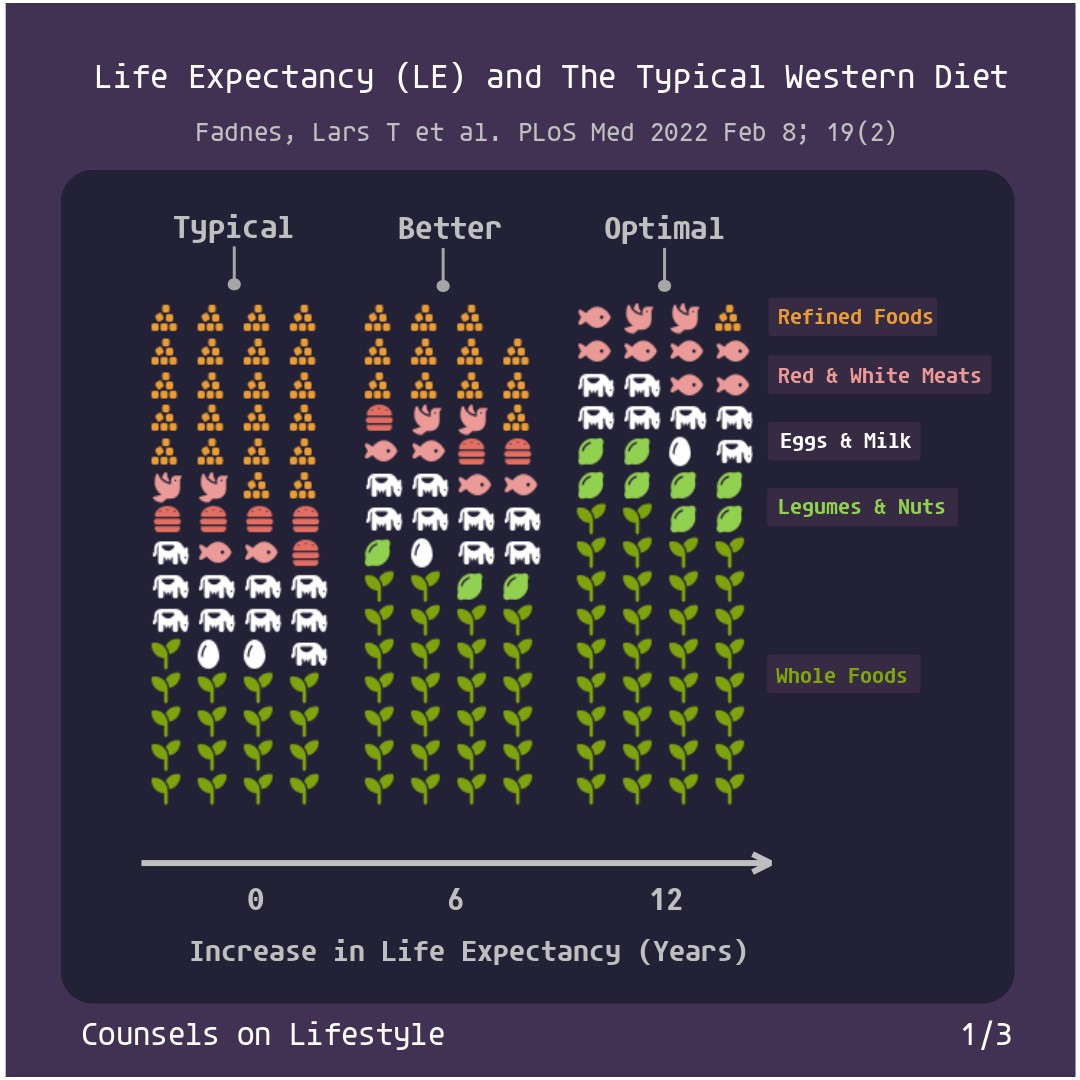 Life Expectancy (LE) and The Typical Western Diet
Fadnes, Lars T et al. PLoS Med 2022 Feb 8; 19(2)
Typical Better Optimal
Refined Foods
Red & White Meats
Eggs & Milk
Legumes & Nuts
Whole Foods
0 6 12
Increase in Life Expectancy (Years)
Counsels on Lifestyle 1/3